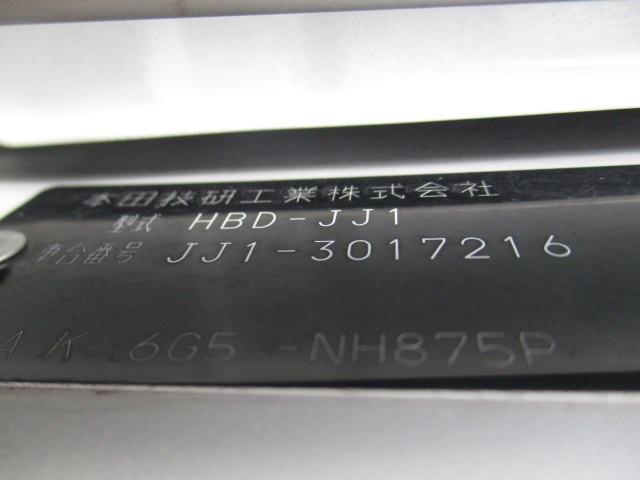 本田技研工業株式会社
型式 HBD-JJ1
車台番号 JJ1-3017216
4K 6G5 -NH875P